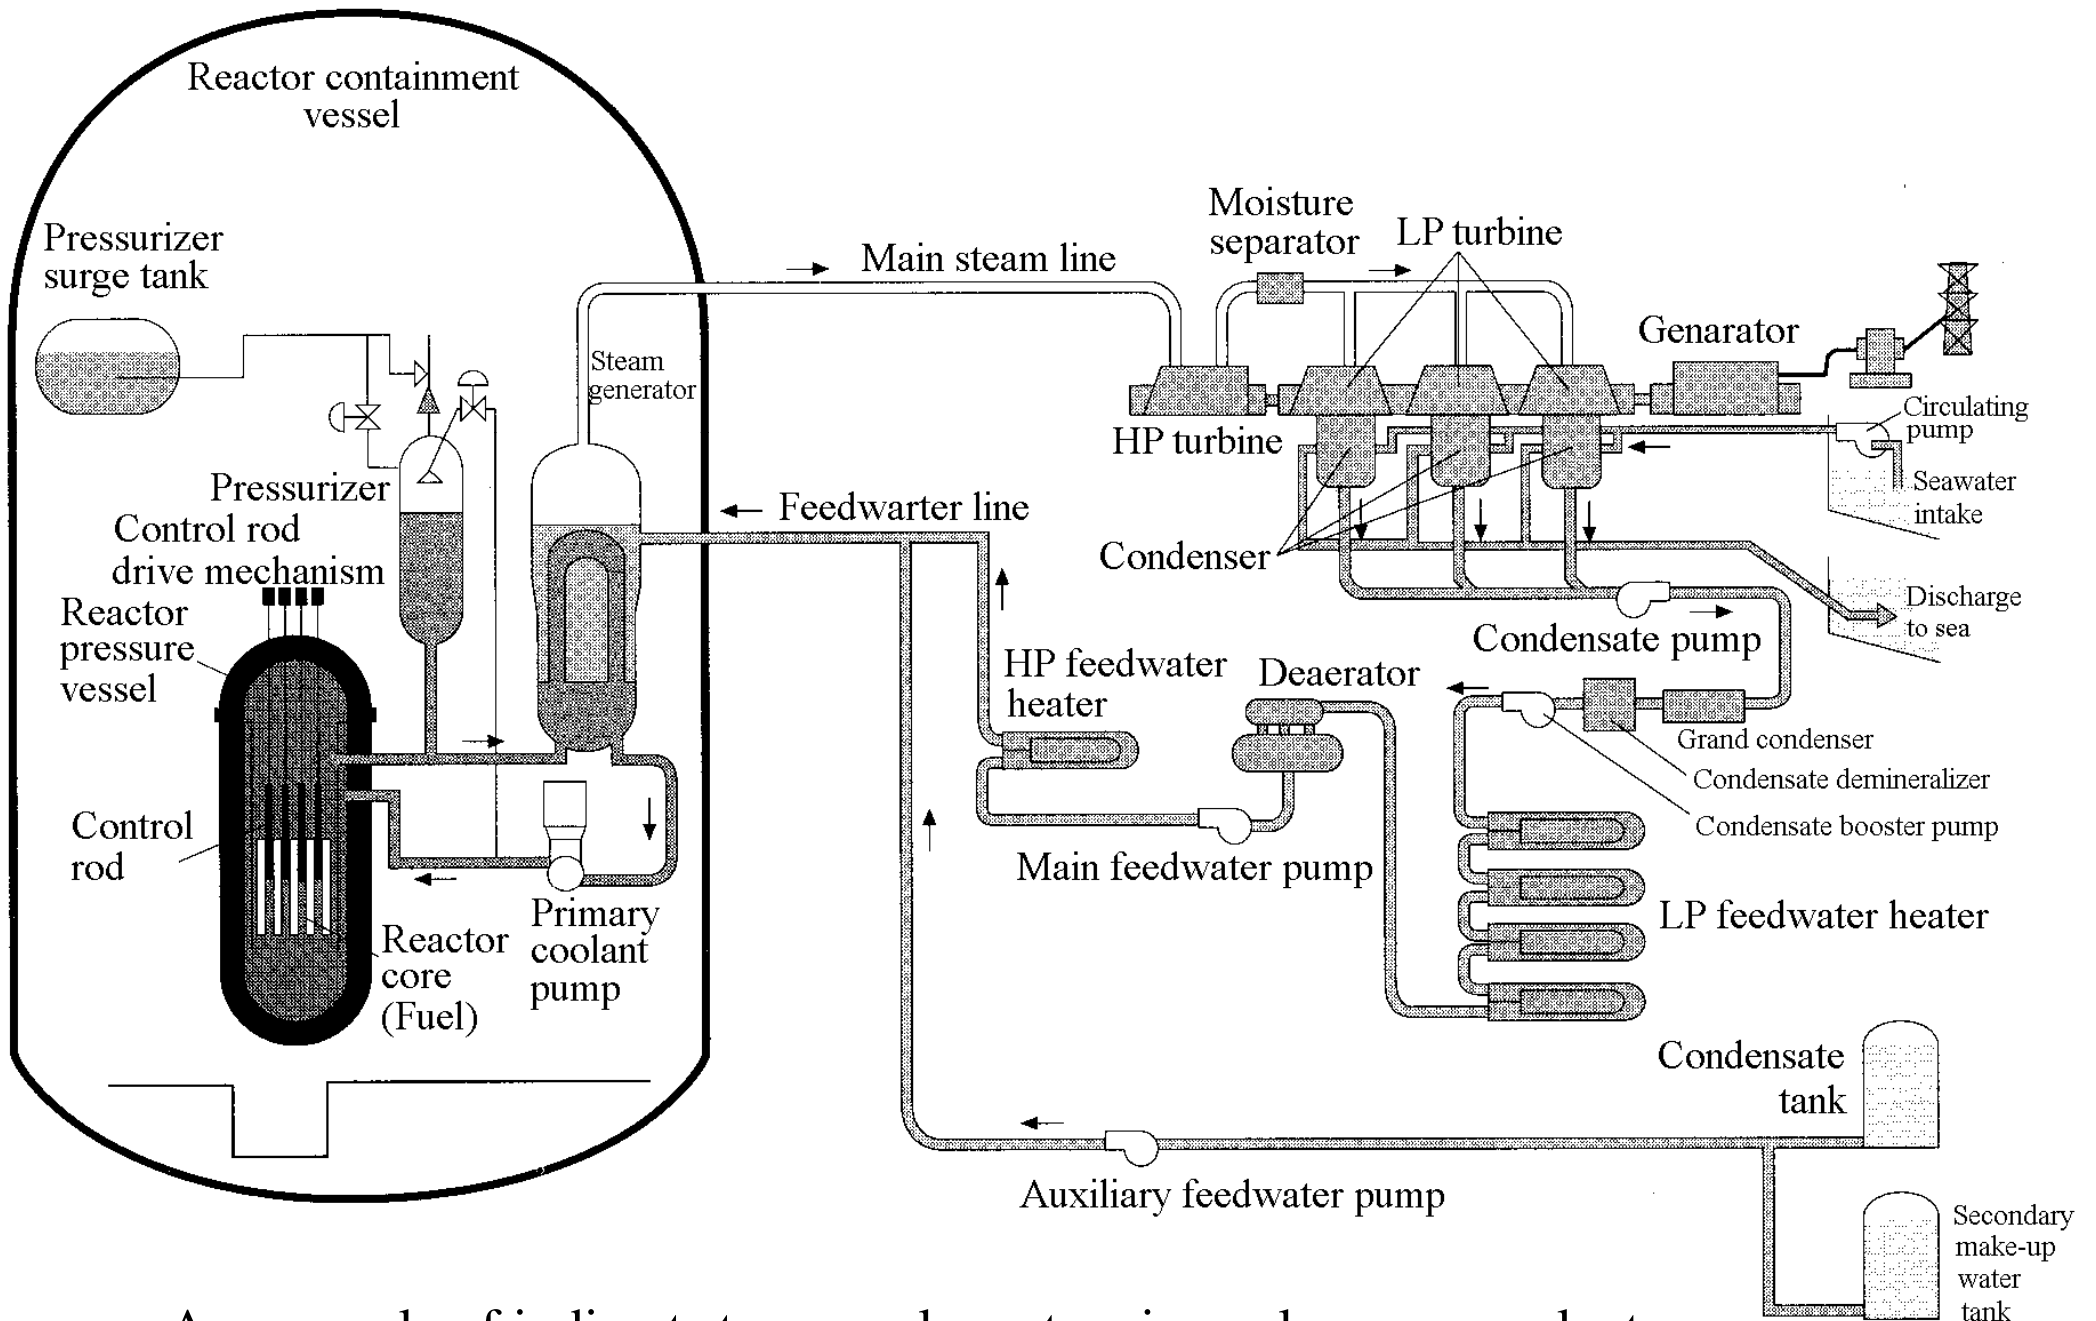 Reactor containment
vessel
Pressurizer
surge tank
Main steam line
Moisture
separator
LP turbine
Genarator
Steam
generator
HP turbine
Circulating
pump
Seawater
intake
Pressurizer
Control rod
drive mechanism
Feedwarter line
Condenser
Reactor
pressure
vessel
Discharge
to sea
Condensate pump
HP feedwater
heater
Deaerator
Grand condenser
Condensate demineralizer
Condensate booster pump
Control
rod
Main feedwater pump
Primary
coolant
pump
Reactor
core
(Fuel)
LP feedwater heater
Condensate
tank
Auxiliary feedwater pump
Secondary
make-up
water
tank